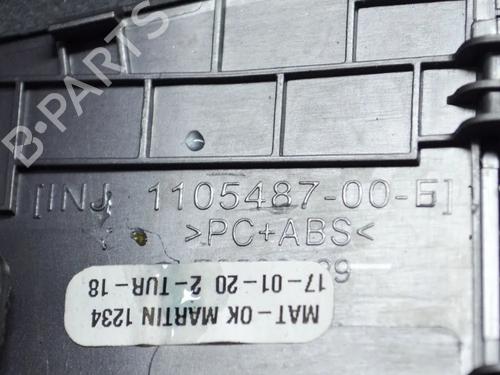 B-PARTS
[INJ 1105487-00-E]
>PC+ABS<
MAT-OK MARTIN 1234
17-01-20 2-TUR-18